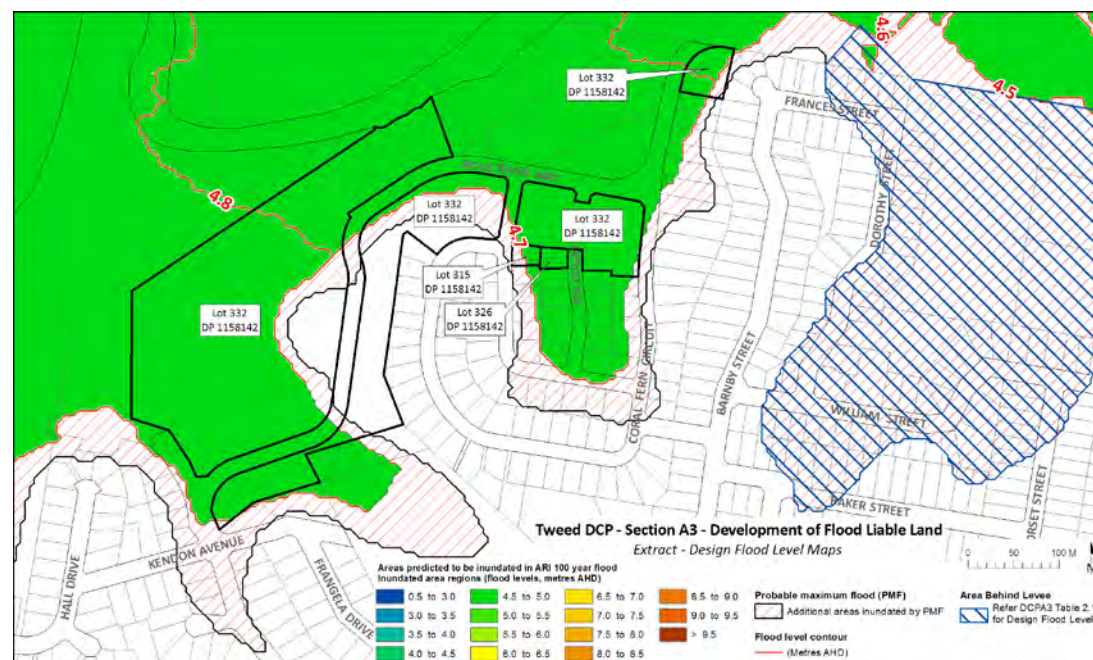 4.6
4.5
Lot 332
DP 1158142
FRANCES STREET
DOROTHY STREET
4.8
Lot 332
DP 1158142
Lot 332
DP 1158142
4.7
Lot 315
DP 1158142
Lot 326
DP 1158142
Lot 332
DP 1158142
CORAL FERN CIRCUIT
BARNBY STREET
WILLIAM STREET
BAKER STREET
DORSET STREET
KENDON AVENUE
HALL DRIVE
FRANGELA DRIVE
Tweed DCP - Section A3 - Development of Flood Liable Land
Extract - Design Flood Level Maps
0 50 100 M
Areas predicted to be inundated in ARI 100 year flood
Inundated area regions (flood levels, metres AHD)
0.5 to 3.0
3.0 to 3.5
3.5 to 4.0
4.0 to 4.5
4.5 to 5.0
5.0 to 5.5
5.5 to 6.0
6.0 to 6.5
6.5 to 7.0
7.0 to 7.5
7.5 to 8.0
8.0 to 8.5
8.5 to 9.0
9.0 to 9.5
> 9.5
Probable maximum flood (PMF)
Additional areas inundated by PMF
Flood level contour
(Metres AHD)
Area Behind Levee
Refer DCPA3 Table 2.
for Design Flood Level